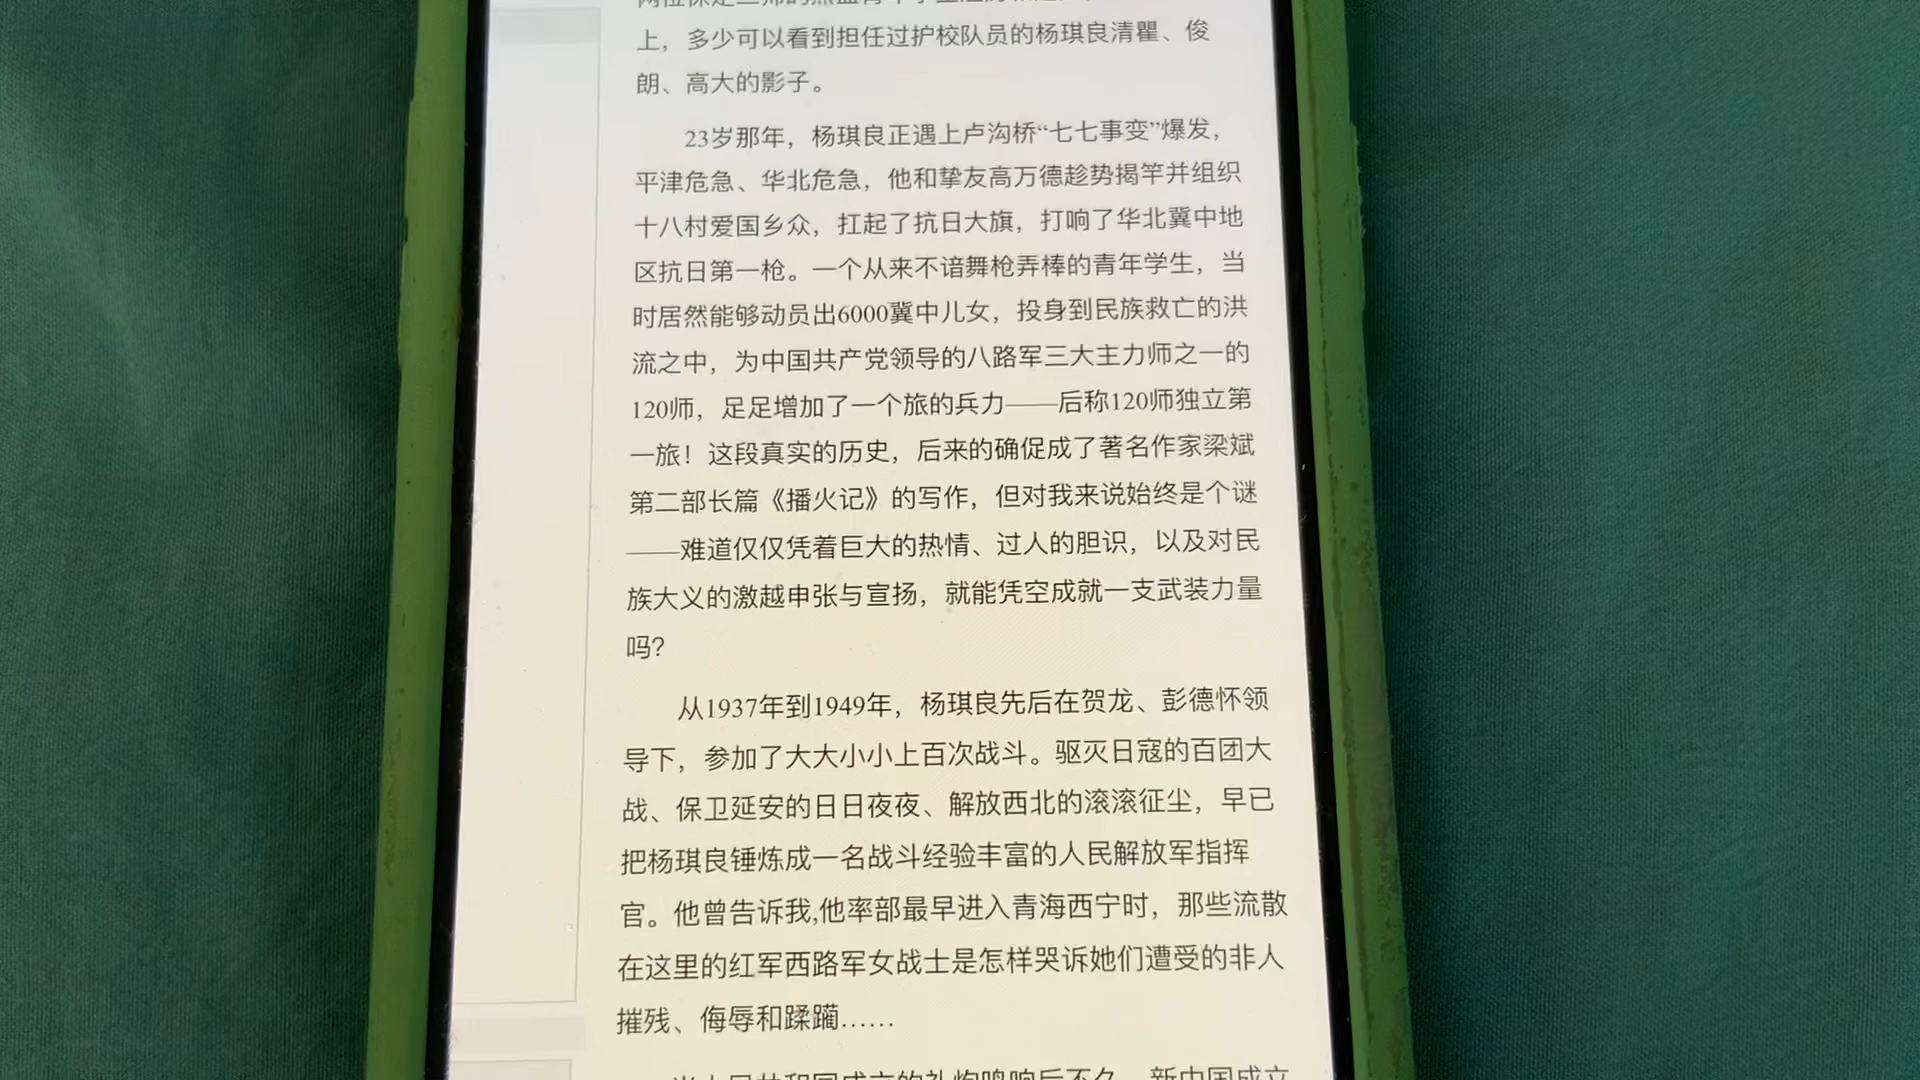 上，多少可以看到担任过护校队员的杨琪良清瞿、俊
朗、高大的影子。
23岁那年，杨琪良正遇上卢沟桥“七七事变”爆发，
平津危急、华北危急，他和挚友高万德趁势揭竿并组织
十八村爱国乡众，扛起了抗日大旗，打响了华北冀中地
区抗日第一枪。一个从来不谙舞枪弄棒的青年学生，当
时居然能够动员出6000冀中儿女，投身到民族救亡的洪
流之中，为中国共产党领导的八路军三大主力师之一的
120师，足足增加了一个旅的兵力——后称120师独立第
一旅！这段真实的历史，后来的确促成了著名作家梁斌
第二部长篇《播火记》的写作，但对我来说始终是个谜
——难道仅仅凭着巨大的热情、过人的胆识，以及对民
族大义的激越申张与宣扬，就能凭空成就一支武装力量
吗？
从1937年到1949年，杨琪良先后在贺龙、彭德怀领
导下，参加了大大小小上百次战斗。驱灭日寇的百团大
战、保卫延安的日日夜夜、解放西北的滚滚征尘，早已
把杨琪良锤炼成一名战斗经验丰富的人民解放军指挥
官。他曾告诉我,他率部最早进入青海西宁时，那些流散
在这里的红军西路军女战士是怎样哭诉她们遭受的非人
摧残、侮辱和蹂躏……